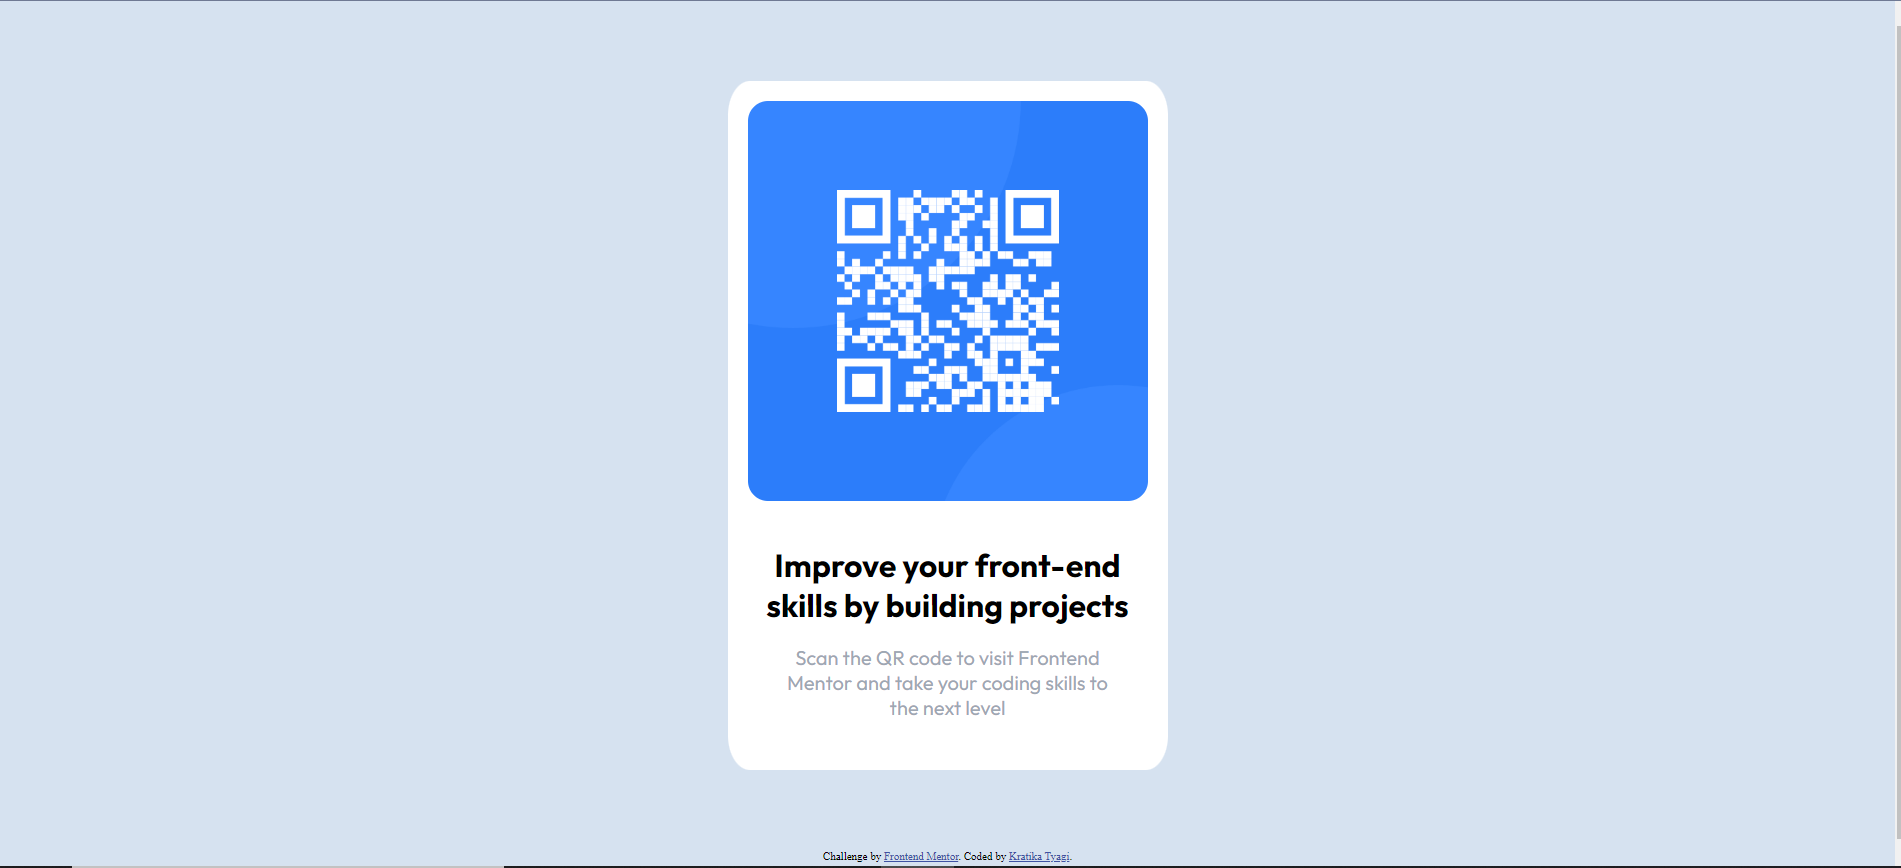 Improve your front-end
skills by building projects
Scan the QR code to visit Frontend
Mentor and take your coding skills to
the next level
Challenge by Frontend Mentor. Coded by Kratika Tyagi.